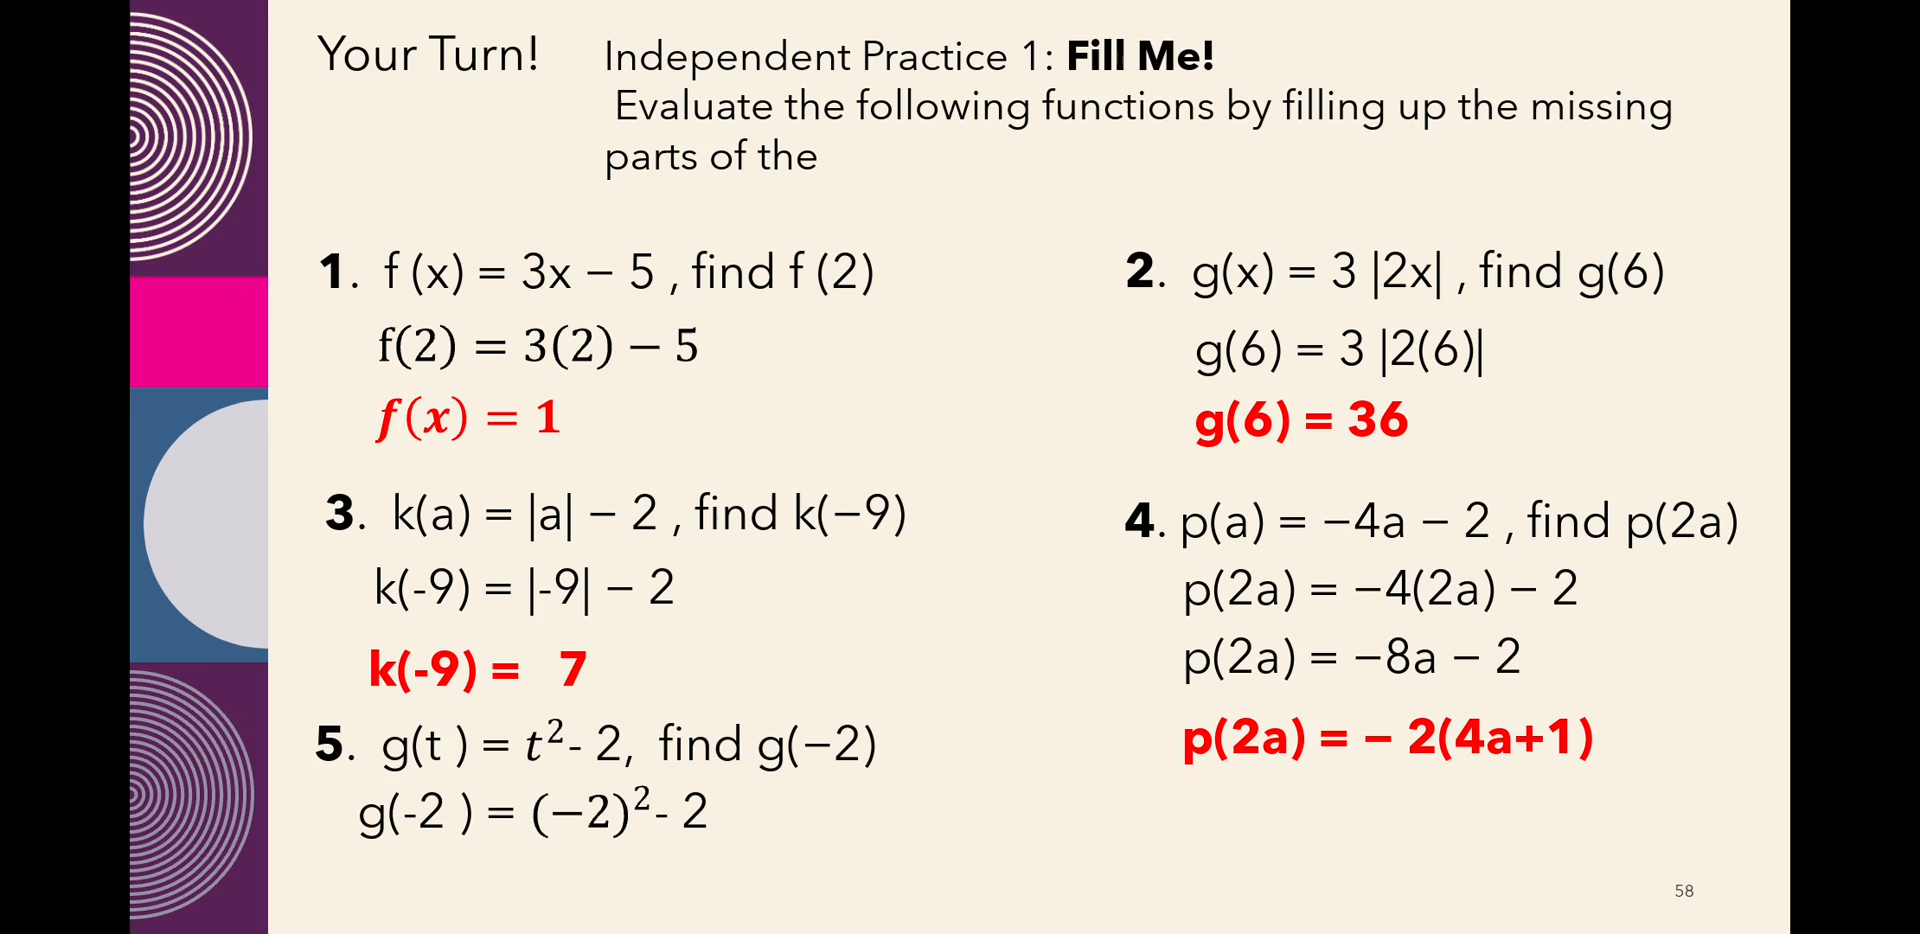 Your Turn!
Independent Practice 1: Fill Me!
Evaluate the following functions by filling up the missing
parts of the
1. f (x) = 3x − 5 , find f (2)
f(2) = 3(2) − 5
f(x) = 1
2. g(x) = 3 |2x| , find g(6)
g(6) = 3 |2(6)|
g(6) = 36
3. k(a) = |a| − 2 , find k(−9)
k(-9) = |-9| − 2
k(-9) = 7
4. p(a) = −4a − 2 , find p(2a)
p(2a) = −4(2a) − 2
p(2a) = −8a − 2
p(2a) = − 2(4a+1)
5. g(t ) = t²- 2, find g(−2)
g(-2 ) = (−2)²- 2
58